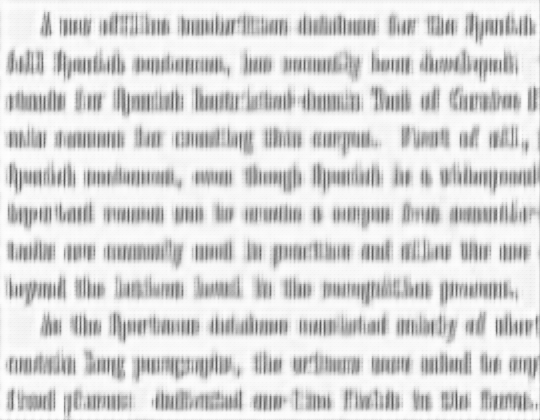 A new offline handwritten database for the Spanish
full Spanish sentences, has recently been developed:
stands for Spanish Restricted-domain Task of Cursive
main reasons for creating this corpus. First of all,
Spanish sentences, even though Spanish is a widespread
important reason was to create a corpus from semantic-
tasks are commonly used in practice and allow the use
beyond the lexicon level in the recognition process.
As the Spartacus database consisted mainly of short
contain long paragraphs, the writers were asked to copy
fixed places: dedicated one-line fields in the forms.